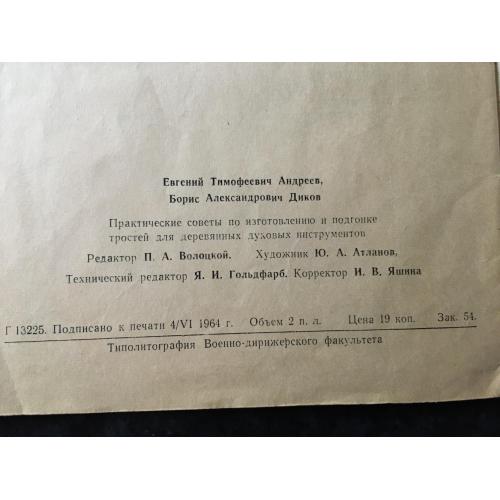 Евгений Тимофеевич Андреев,
Борис Александрович Диков
Практические советы по изготовлению и подгонке
тростей для деревянных духовых инструментов
Редактор П. А. Волоцкой. Художник Ю. А. Атланов,
Технический редактор Я. И. Гольдфарб. Корректор И. В. Яшина
Г 13225. Подписано к печати 4/VI 1964 г. Объем 2 п. л. Цена 19 коп. Зак. 54.
Типолитография Военно-дирижерского факультета